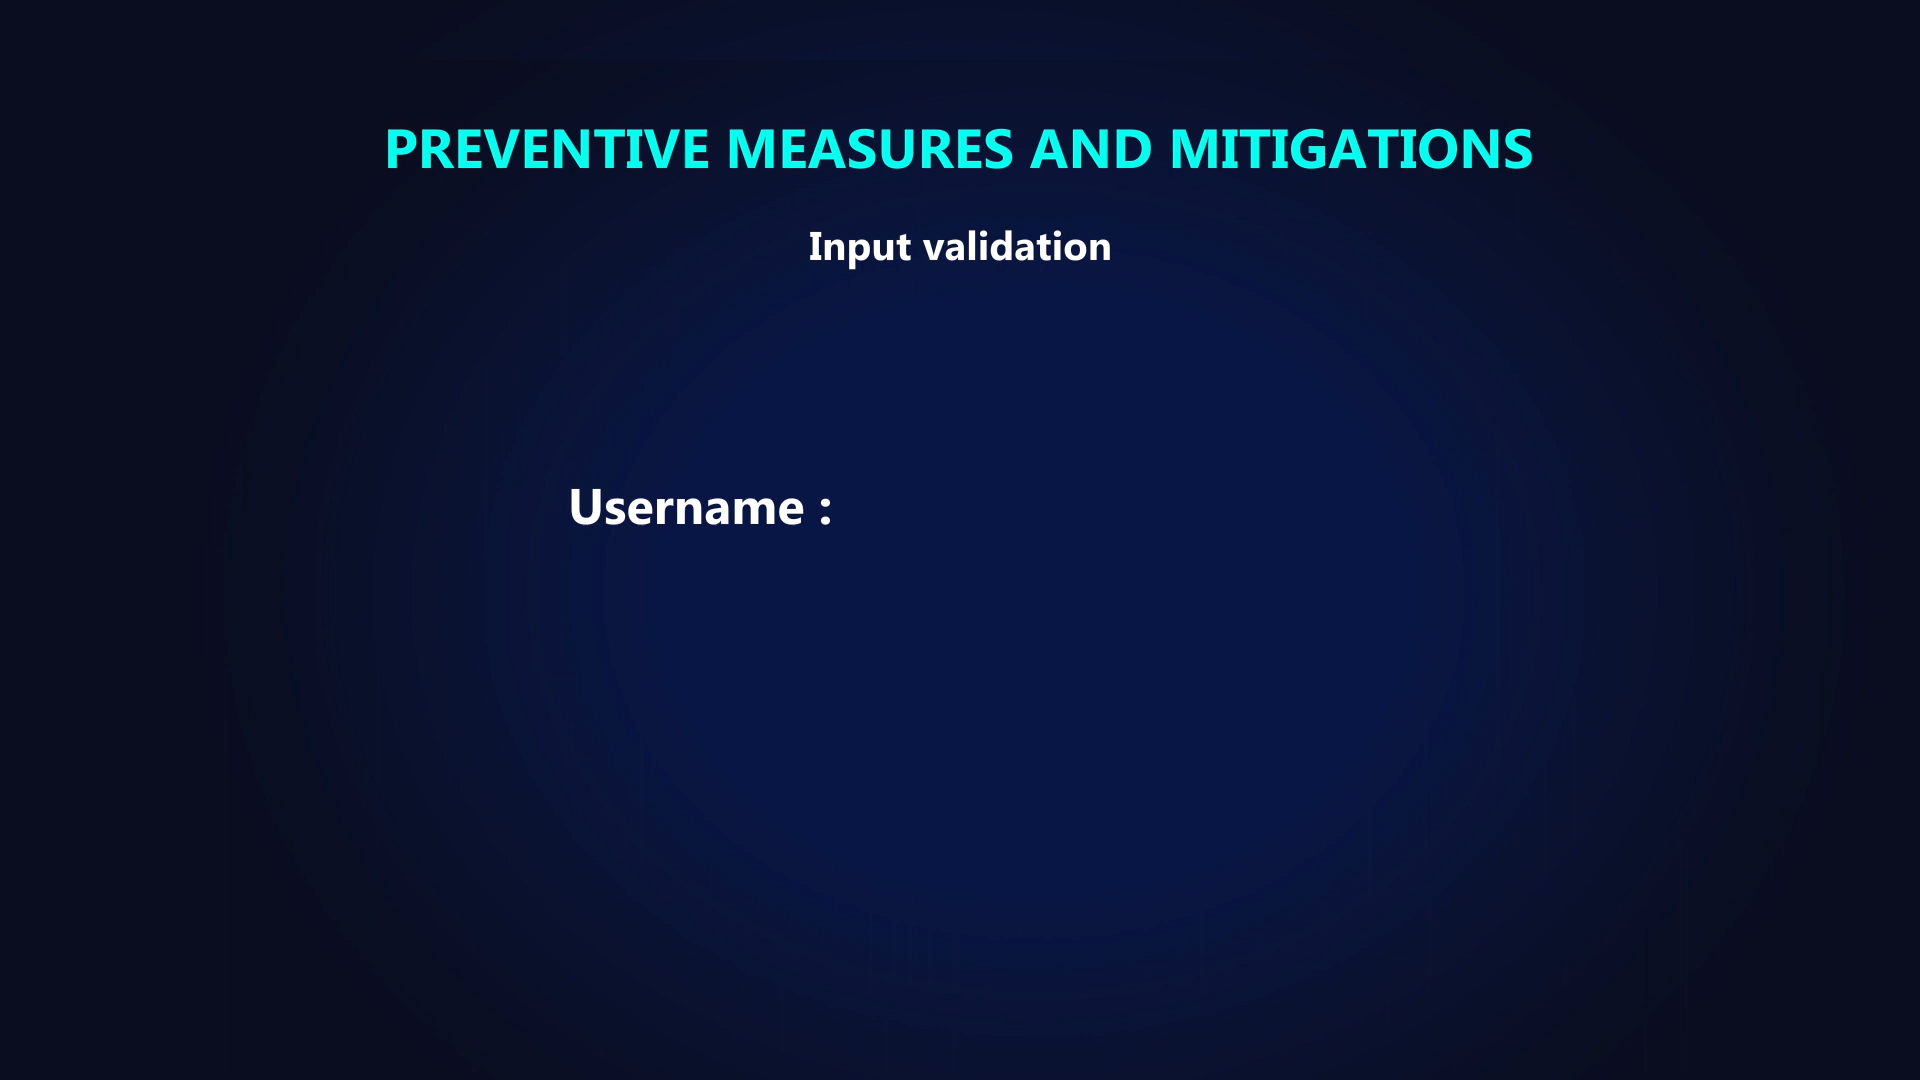 PREVENTIVE MEASURES AND MITIGATIONS
Input validation
Username :